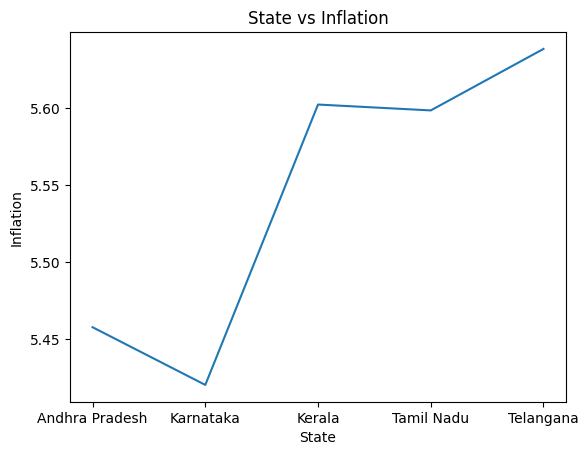 State vs Inflation
Inflation
5.60
5.55
5.50
5.45
Andhra Pradesh
Karnataka
Kerala
Tamil Nadu
Telangana
State